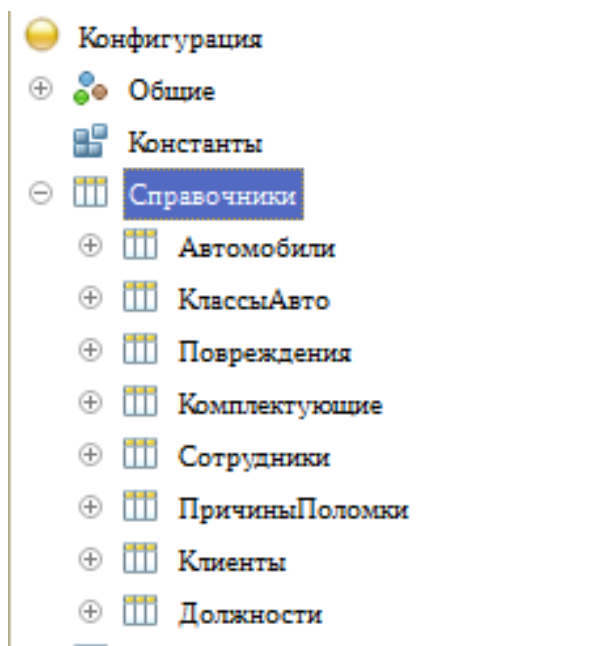 Конфигурация
Общие
Константы
Справочники
Автомобили
КлассыАвто
Повреждения
Комплектующие
Сотрудники
ПричиныПоломки
Клиенты
Должности